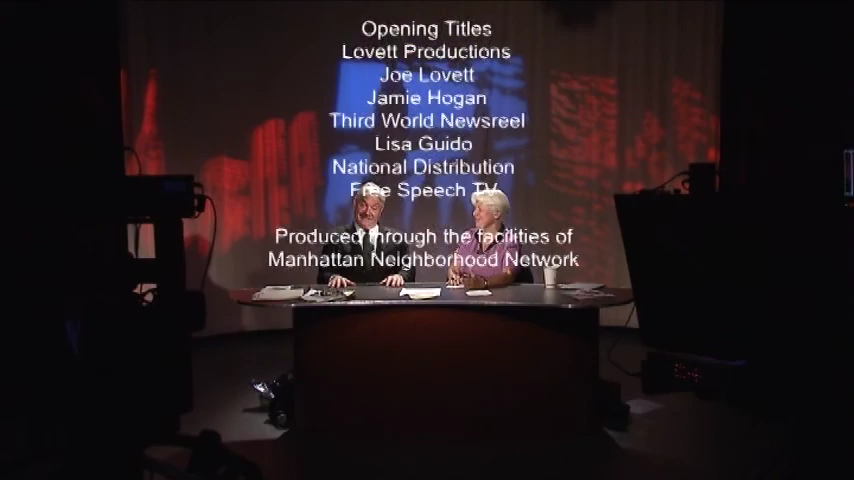 Opening Titles
Lovett Productions
Joe Lovett
Jamie Hogan
Third World Newsreel
Lisa Guido
National Distribution
Free Speech TV
Produced through the facilities of
Manhattan Neighborhood Network